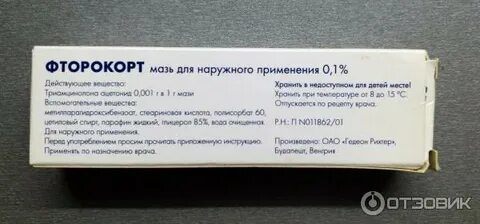 ФТОРОКОРТ мазь для наружного применения 0,1%
Действующее вещество:
Триамцинолона ацетонид 0,001 г в 1 г мази
Вспомогательные вещества:
метилпарагидроксибензоат, стеариновая кислота, полисорбат 60,
цетиловый спирт, парафин жидкий, глицерол 85%, вода очищенная.
Для наружного применения.
Перед употреблением просим прочитать приложенную инструкцию.
Применять по назначению врача.
Хранить в недоступном для детей месте!
Хранить при температуре от 8 до 15 °C.
Отпускается по рецепту врача.
Р.Н.: П N011862/01
Произведено: ОАО «Гедеон Рихтер»,
Будапешт, Венгрия
ОТЗОВИК